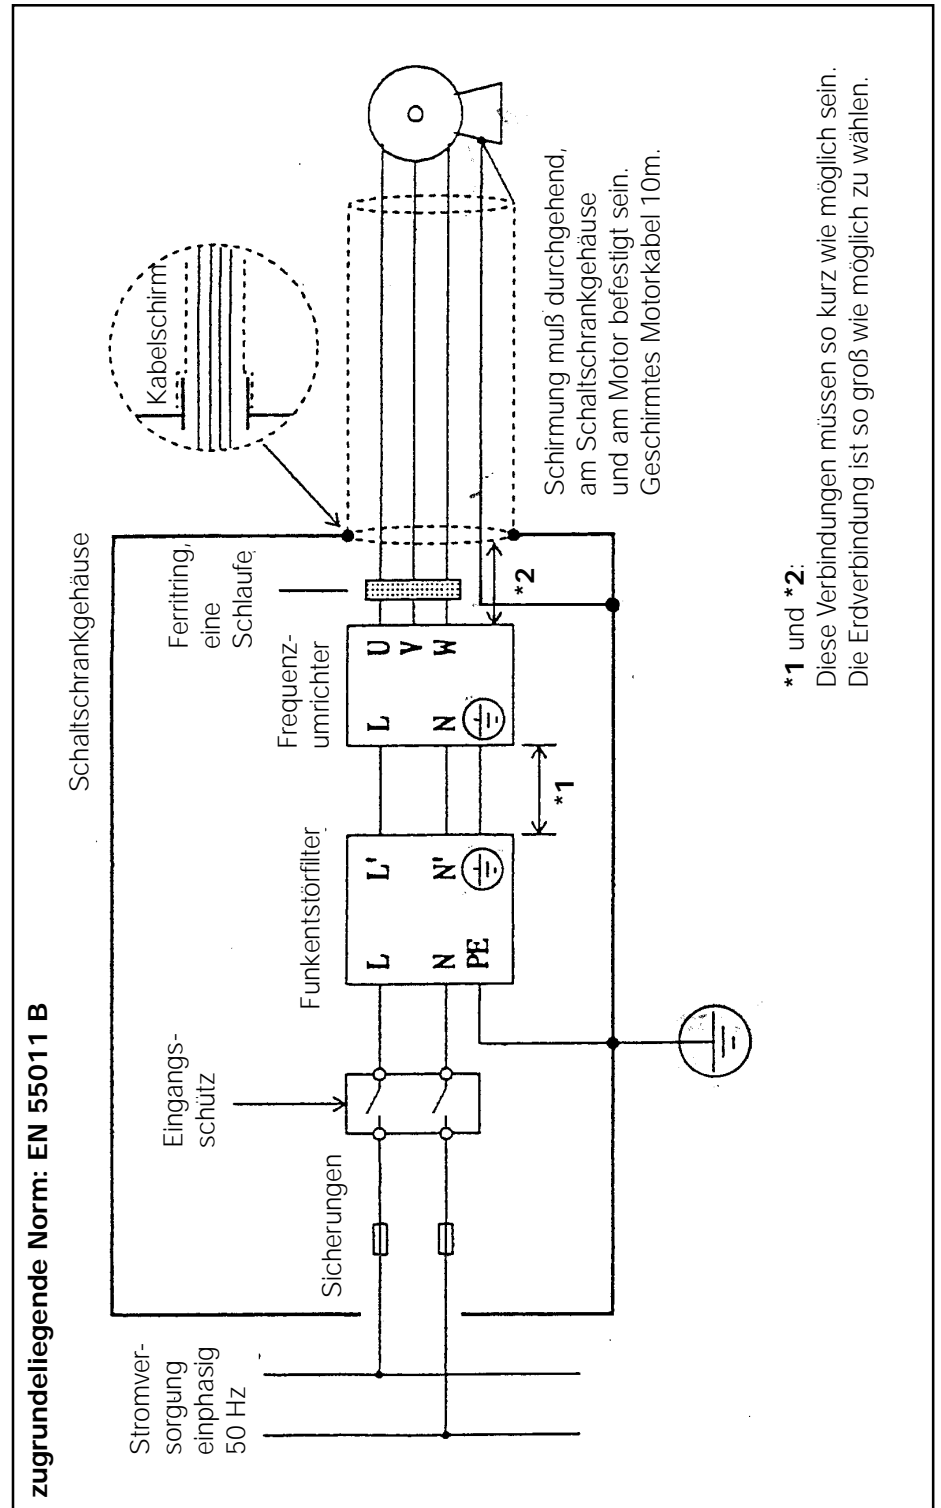 zugrundeliegende Norm: EN 55011 B
Stromver-
sorgung
einphasig
50 Hz
Sicherungen
Eingangs-
schütz
Schaltschrankgehäuse
Funkentstörfilter
L
N
PE
L'
N'
*1
Frequenz-
umrichter
L
N
U
V
W
Ferritring,
eine
Schlaufe
*2
Kabelschirm
Schirmung muß durchgehend,
am Schaltschrankgehäuse
und am Motor befestigt sein.
Geschirmtes Motorkabel 10m.
*1 und *2:
Diese Verbindungen müssen so kurz wie möglich sein.
Die Erdverbindung ist so groß wie möglich zu wählen.